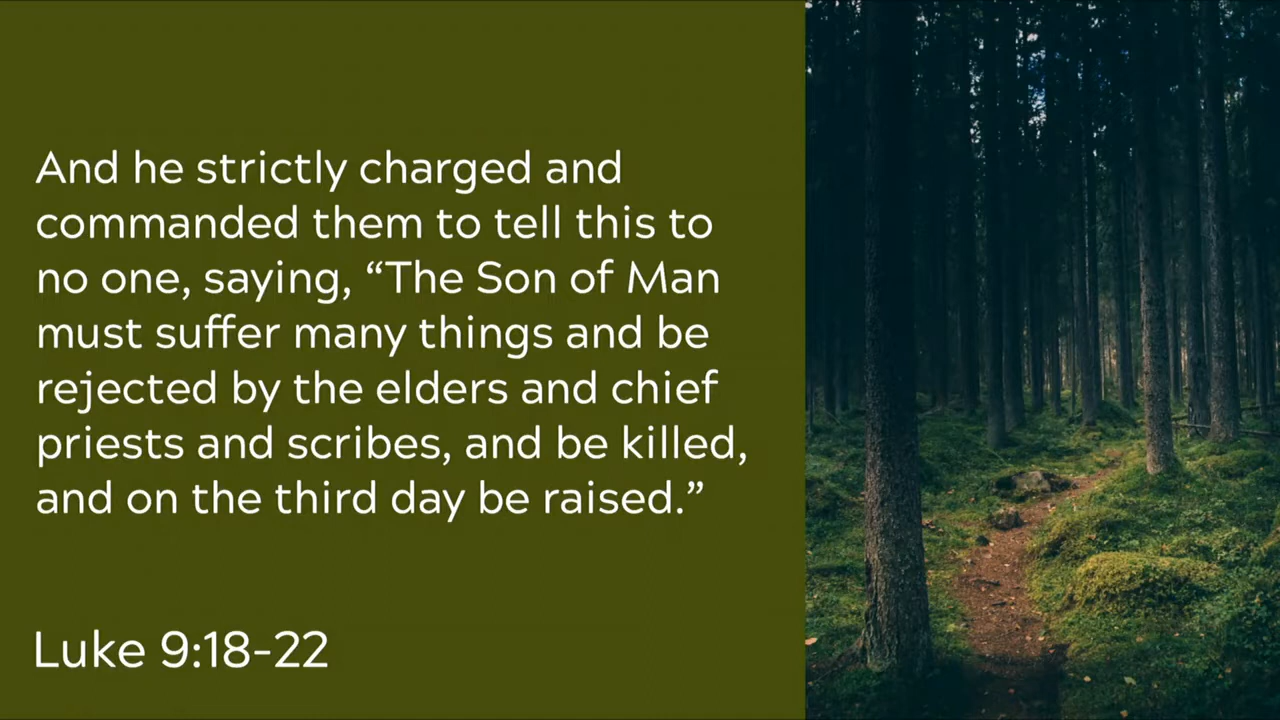 And he strictly charged and
commanded them to tell this to
no one, saying, “The Son of Man
must suffer many things and be
rejected by the elders and chief
priests and scribes, and be killed,
and on the third day be raised.”
Luke 9:18-22